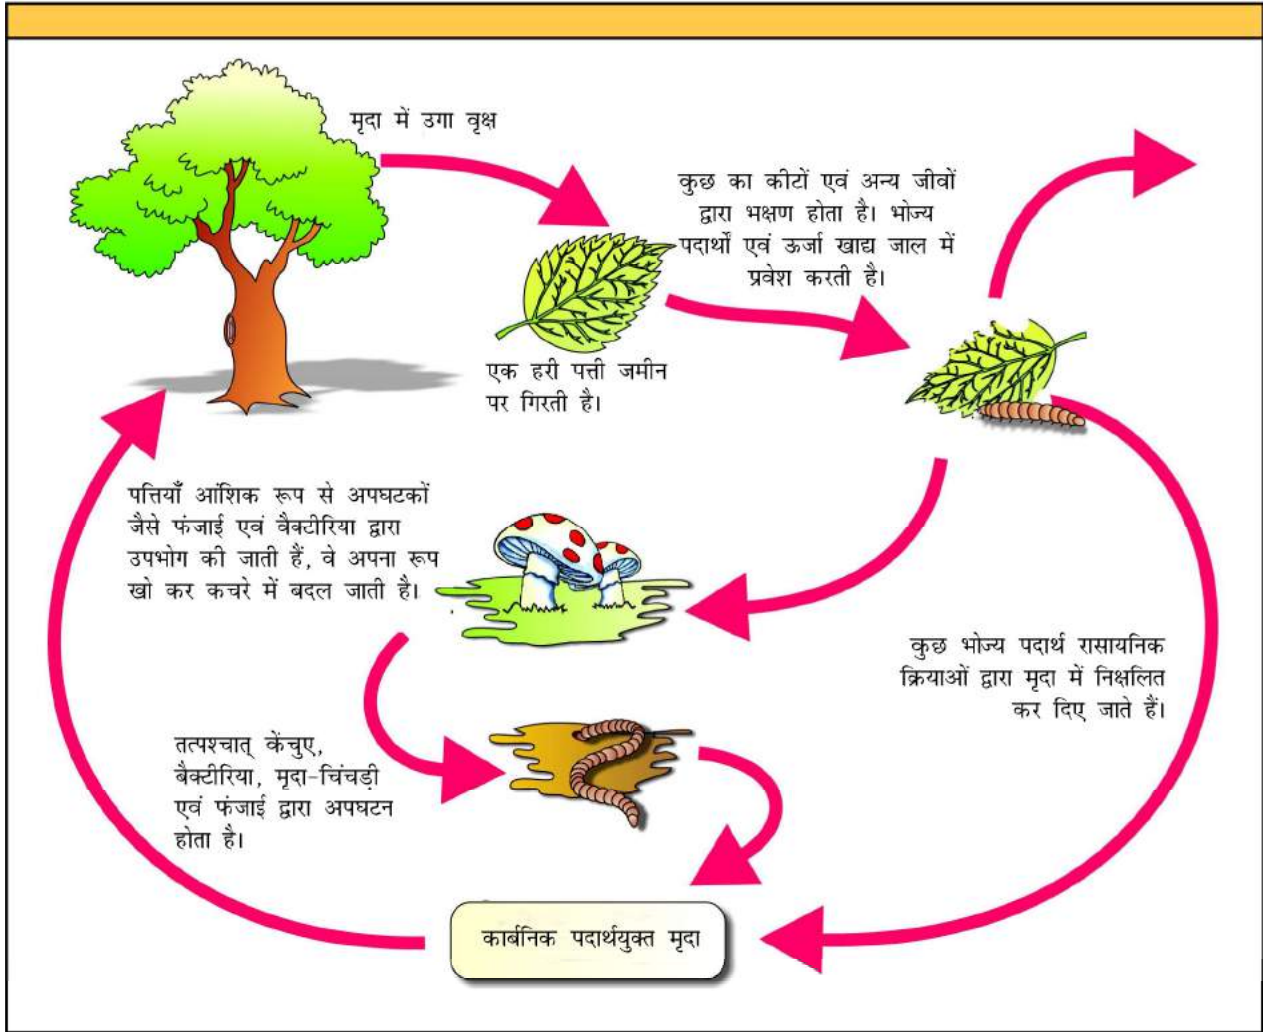 मृदा में उगा वृक्ष
कुछ का कीटों एवं अन्य जीवों
द्वारा भक्षण होता है। भोज्य
पदार्थों एवं ऊर्जा खाद्य जाल में
प्रवेश करती है।
एक हरी पत्ती जमीन
पर गिरती है।
पत्तियाँ आंशिक रूप से अपघटकों
जैसे फंजाई एवं वैक्टीरिया द्वारा
उपभोग की जाती हैं, वे अपना रूप
खो कर कचरे में बदल जाती है।
कुछ भोज्य पदार्थ रासायनिक
क्रियाओं द्वारा मृदा में निक्षलित
कर दिए जाते हैं।
तत्पश्चात् केंचुए,
बैक्टीरिया, मृदा-चिंचड़ी
एवं फंजाई द्वारा अपघटन
होता है।
कार्बनिक पदार्थयुक्त मृदा